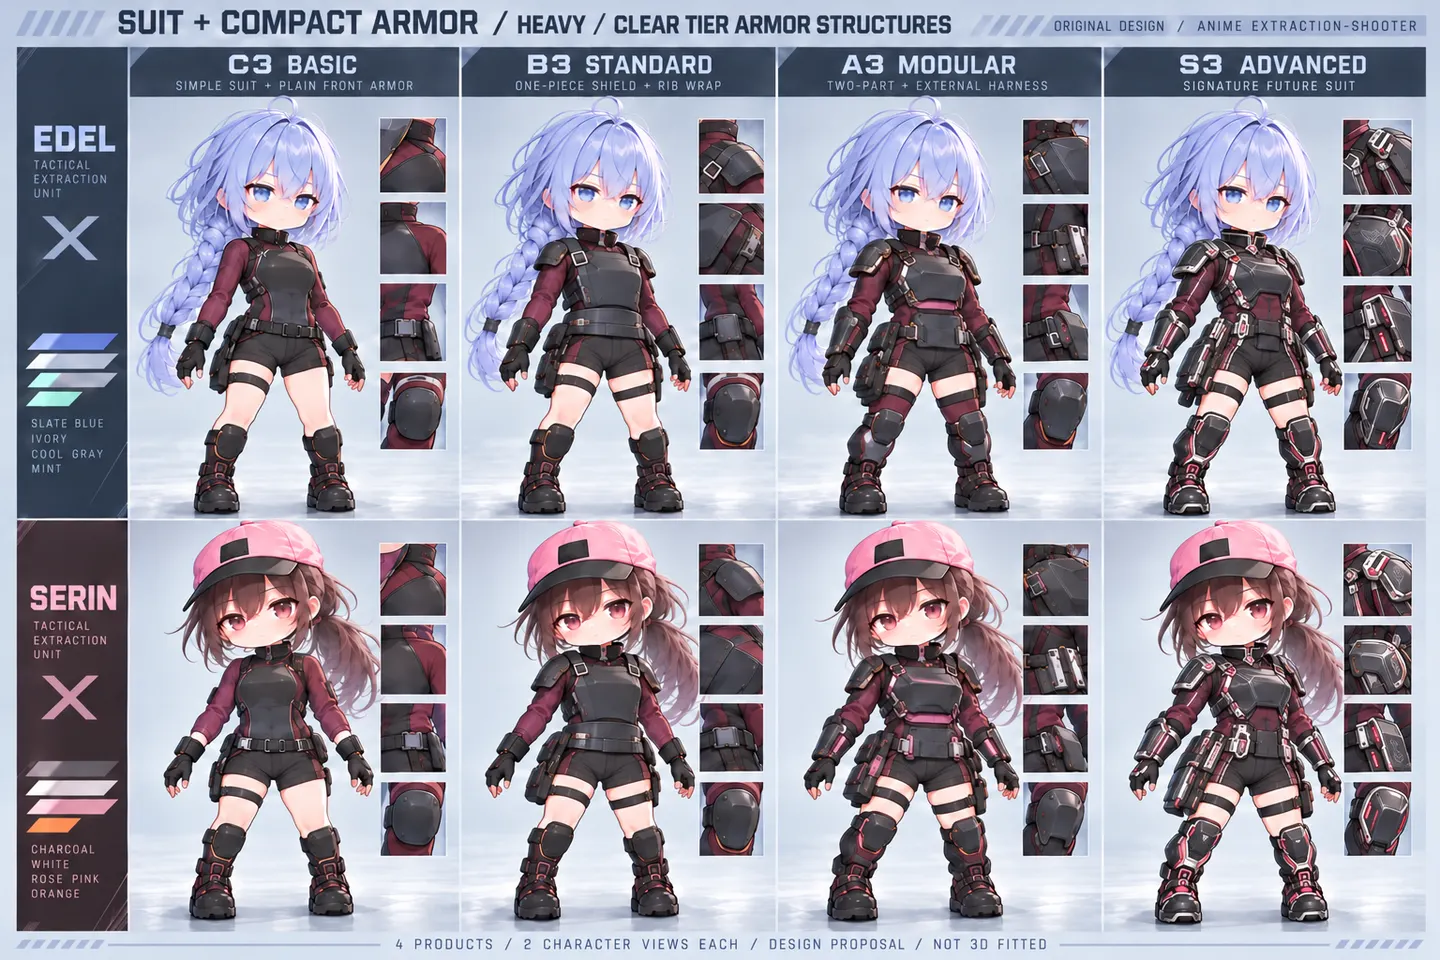 SUIT + COMPACT ARMOR / HEAVY / CLEAR TIER ARMOR STRUCTURES
ORIGINAL DESIGN / ANIME EXTRACTION-SHOOTER
C3 BASIC
SIMPLE SUIT + PLAIN FRONT ARMOR
B3 STANDARD
ONE-PIECE SHIELD + RIB WRAP
A3 MODULAR
TWO-PART + EXTERNAL HARNESS
S3 ADVANCED
SIGNATURE FUTURE SUIT
EDEL
TACTICAL
EXTRACTION
UNIT
SLATE BLUE
IVORY
COOL GRAY
MINT
SERIN
TACTICAL
EXTRACTION
UNIT
CHARCOAL
WHITE
ROSE PINK
ORANGE
4 PRODUCTS / 2 CHARACTER VIEWS EACH / DESIGN PROPOSAL / NOT 3D FITTED